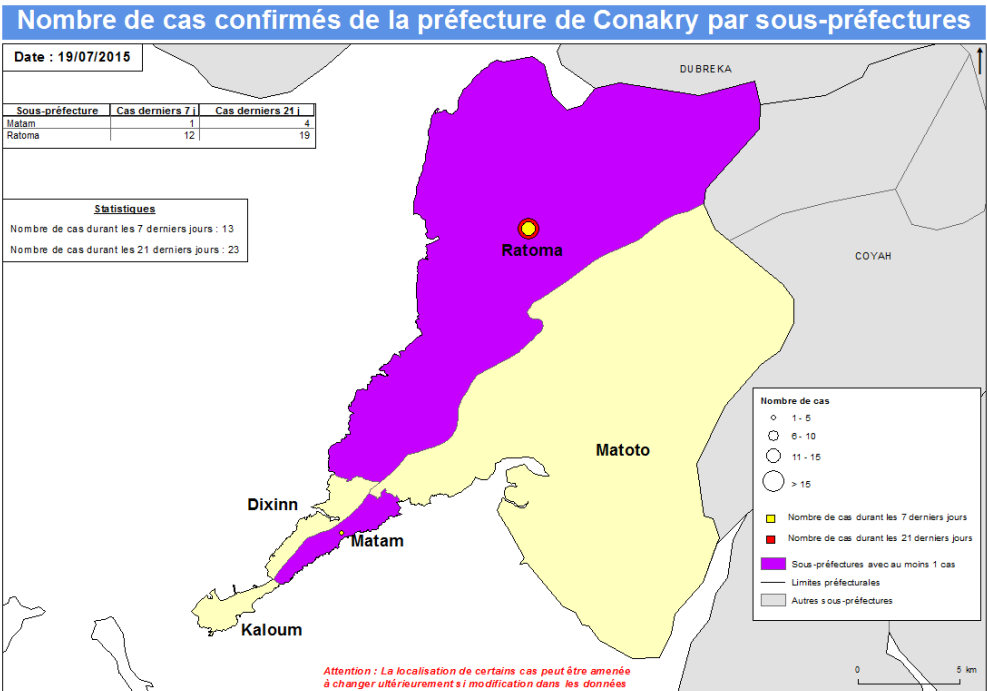 Nombre de cas confirmés de la préfecture de Conakry par sous-préfectures
Date : 19/07/2015
DUBREKA
Sous-préfecture Cas derniers 7 j Cas derniers 21 j
Matam 1 4
Ratoma 12 19
Statistiques
Nombre de cas durant les 7 derniers jours : 13
Nombre de cas durant les 21 derniers jours : 23
Ratoma
COYAH
Matoto
Dixinn
Matam
Kaloum
Nombre de cas
1 - 5
6 - 10
11 - 15
> 15
Nombre de cas durant les 7 derniers jours
Nombre de cas durant les 21 derniers jours
Sous-préfectures avec au moins 1 cas
Limites préfecturales
Autres sous-préfectures
0 5 km
Attention : La localisation de certains cas peut être amenée
à changer ultérieurement si modification dans les données